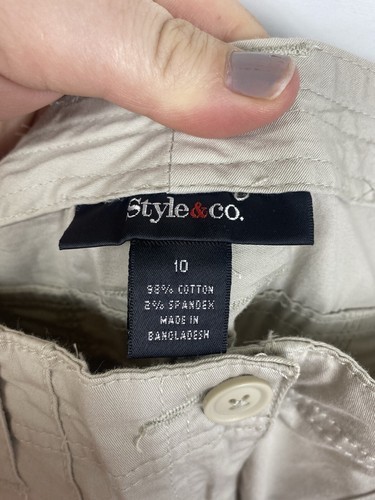 Style&co.
10
98% COTTON
2% SPANDEX
MADE IN
BANGLADESH